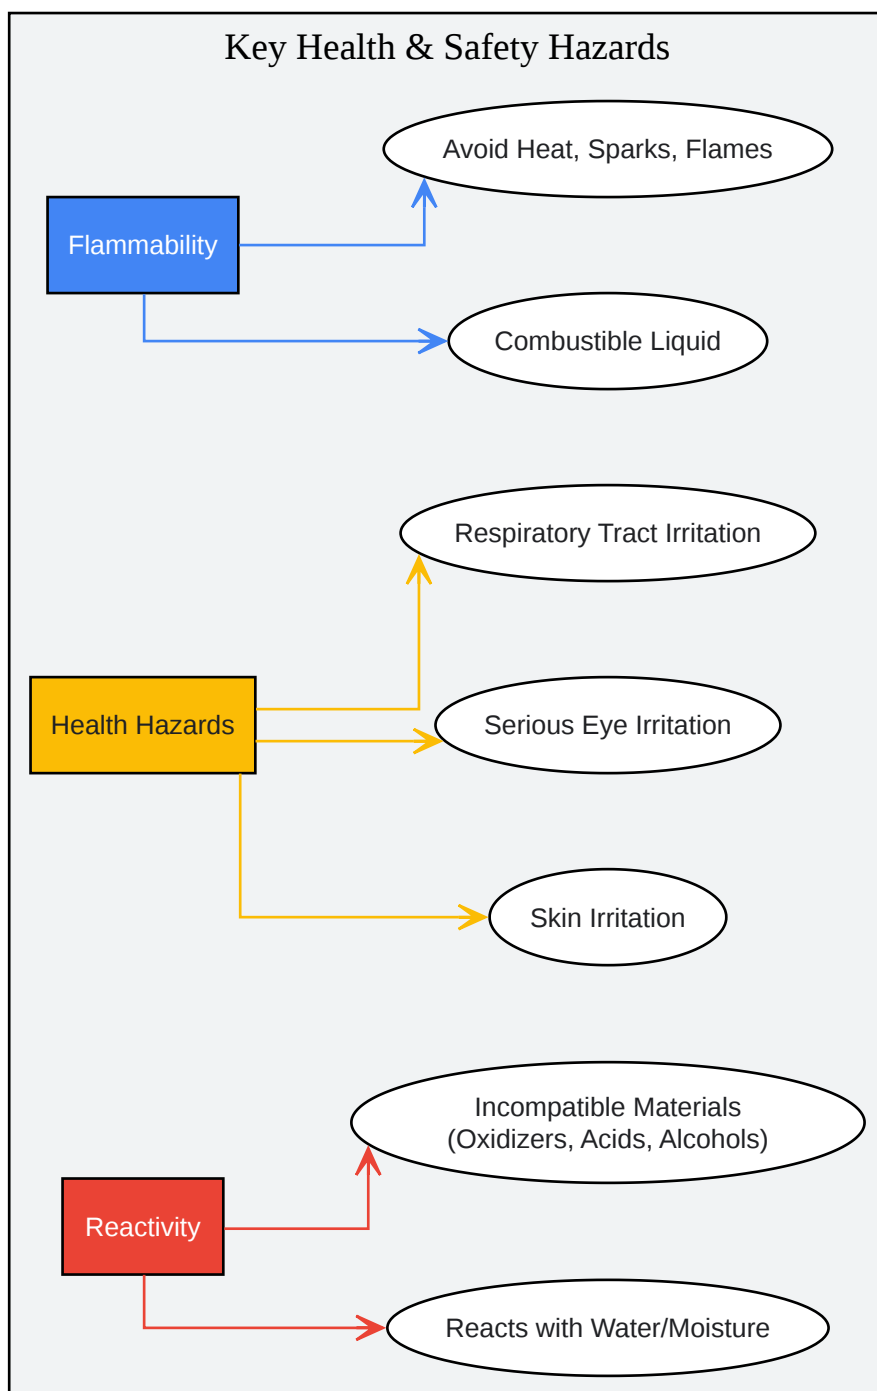 Key Health & Safety Hazards
Avoid Heat, Sparks, Flames
Flammability
Combustible Liquid
Respiratory Tract Irritation
Health Hazards
Serious Eye Irritation
Skin Irritation
Incompatible Materials
(Oxidizers, Acids, Alcohols)
Reactivity
Reacts with Water/Moisture